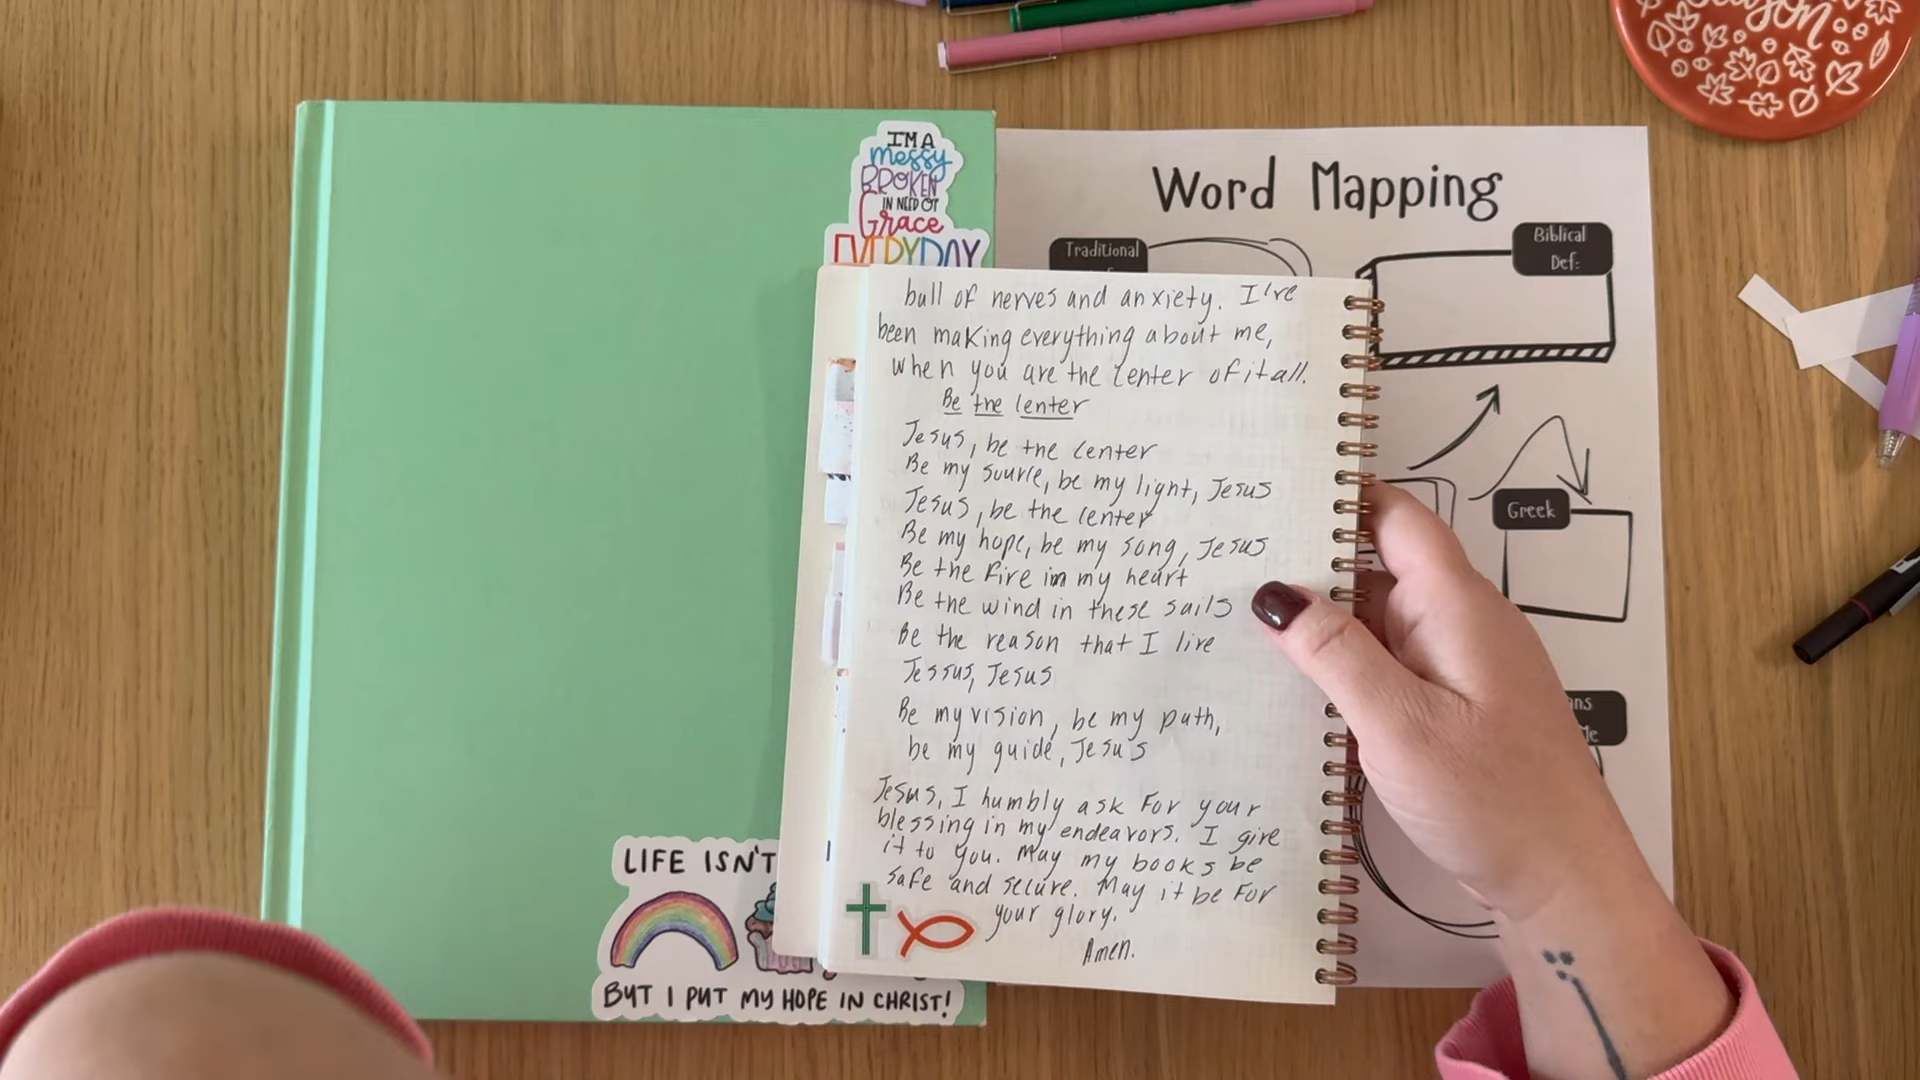 I'M A
messy
BROKEN
IN NEED OF
Grace
EVERYDAY
Word Mapping
Traditional
Biblical
Def:
Greek
ball of nerves and anxiety. I've
been making everything about me,
when you are the center of it all.
Be the center
Jesus, be the center
Be my source, be my light, Jesus
Jesus, be the center
Be my hope, be my song, Jesus
Be the fire in my heart
Be the wind in these sails
Be the reason that I live
Jessus, Jesus
Be my vision, be my path,
be my guide, Jesus
Jesus, I humbly ask for your
blessing in my endeavors. I give
it to you. May my books be
safe and secure. May it be for
your glory.
Amen.
LIFE ISN'T
BUT I PUT MY HOPE IN CHRIST!